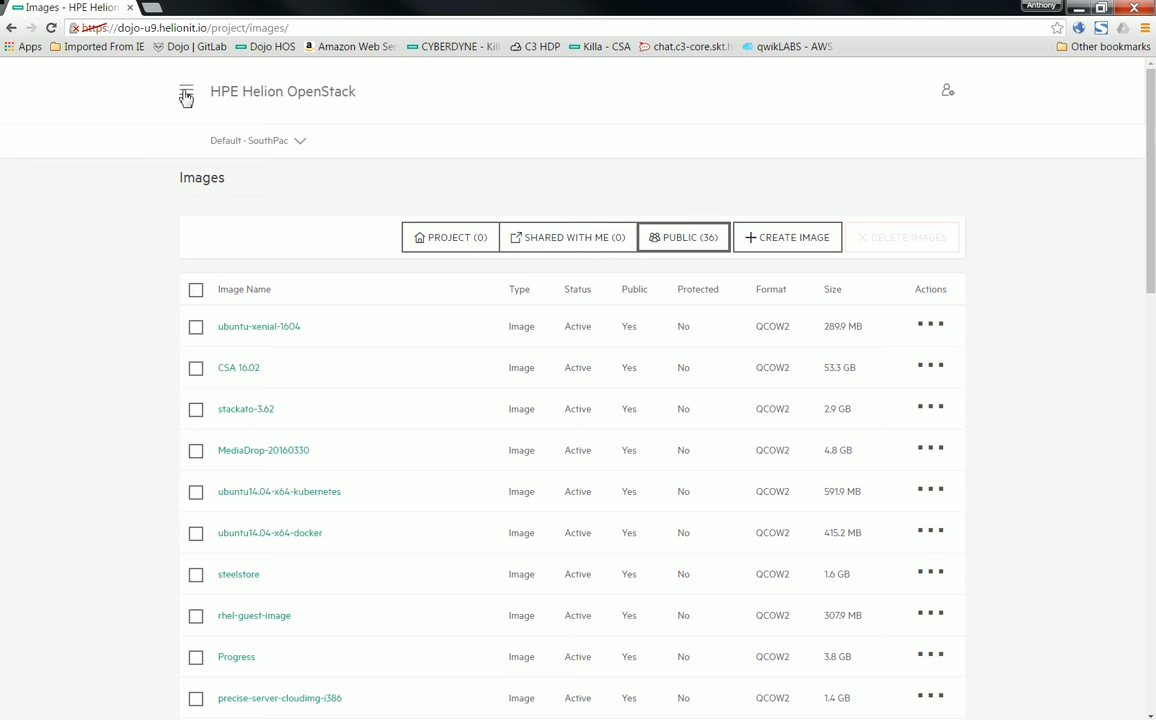 Images - HPE Helion
Anthony
https://dojo-u9.helionit.io/project/images/
Apps Imported From IE Dojo | GitLab Dojo HOS Amazon Web Ser CYBERDYNE - Kil C3 HDP Killa - CSA chat.c3-core.skt.h qwikLABS - AWS Other bookmarks
HPE Helion OpenStack
Default · SouthPac
Images
PROJECT (0) SHARED WITH ME (0) PUBLIC (36) CREATE IMAGE DELETE IMAGES
Image Name Type Status Public Protected Format Size Actions
ubuntu-xenial-1604 Image Active Yes No QCOW2 289.9 MB
CSA 16.02 Image Active Yes No QCOW2 53.3 GB
stackato-3.62 Image Active Yes No QCOW2 2.9 GB
MediaDrop-20160330 Image Active Yes No QCOW2 4.8 GB
ubuntu14.04-x64-kubernetes Image Active Yes No QCOW2 591.9 MB
ubuntu14.04-x64-docker Image Active Yes No QCOW2 415.2 MB
steelstore Image Active Yes No QCOW2 1.6 GB
rhel-guest-image Image Active Yes No QCOW2 307.9 MB
Progress Image Active Yes No QCOW2 3.8 GB
precise-server-cloudimg-i386 Image Active Yes No QCOW2 1.4 GB